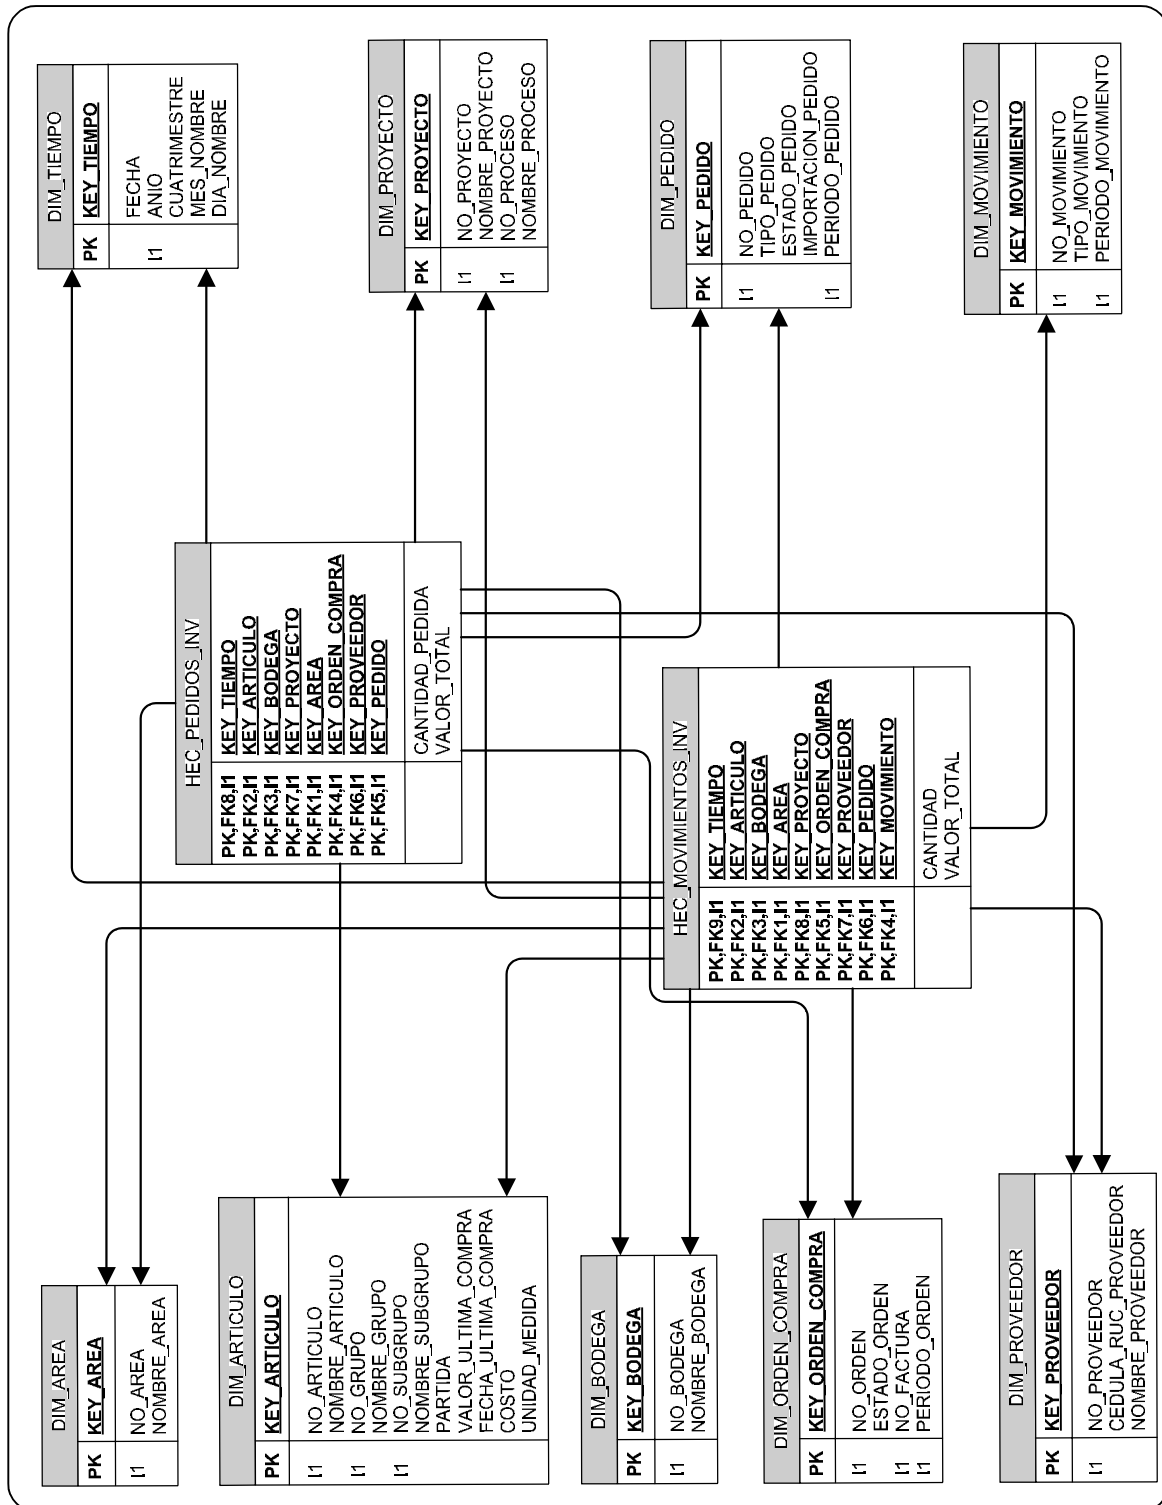 DIM_TIEMPO
PK KEY_TIEMPO
FECHA
I1 ANIO
CUATRIMESTRE
MES_NOMBRE
DIA_NOMBRE
DIM_PROYECTO
PK KEY_PROYECTO
I1 NO_PROYECTO
NOMBRE_PROYECTO
I1 NO_PROCESO
NOMBRE_PROCESO
DIM_PEDIDO
PK KEY_PEDIDO
I1 NO_PEDIDO
TIPO_PEDIDO
ESTADO_PEDIDO
IMPORTACION_PEDIDO
I1 PERIODO_PEDIDO
DIM_MOVIMIENTO
PK KEY_MOVIMIENTO
I1 NO_MOVIMIENTO
TIPO_MOVIMIENTO
I1 PERIODO_MOVIMIENTO
HEC_PEDIDOS_INV
PK,FK8,I1 KEY_TIEMPO
PK,FK2,I1 KEY_ARTICULO
PK,FK3,I1 KEY_BODEGA
PK,FK7,I1 KEY_PROYECTO
PK,FK1,I1 KEY_AREA
PK,FK4,I1 KEY_ORDEN_COMPRA
PK,FK6,I1 KEY_PROVEEDOR
PK,FK5,I1 KEY_PEDIDO
CANTIDAD_PEDIDA
VALOR_TOTAL
HEC_MOVIMIENTOS_INV
PK,FK9,I1 KEY_TIEMPO
PK,FK2,I1 KEY_ARTICULO
PK,FK3,I1 KEY_BODEGA
PK,FK1,I1 KEY_AREA
PK,FK8,I1 KEY_PROYECTO
PK,FK5,I1 KEY_ORDEN_COMPRA
PK,FK7,I1 KEY_PROVEEDOR
PK,FK6,I1 KEY_PEDIDO
PK,FK4,I1 KEY_MOVIMIENTO
CANTIDAD
VALOR_TOTAL
DIM_AREA
PK KEY_AREA
I1 NO_AREA
NOMBRE_AREA
DIM_ARTICULO
PK KEY_ARTICULO
I1 NO_ARTICULO
NOMBRE_ARTICULO
I1 NO_GRUPO
NOMBRE_GRUPO
I1 NO_SUBGRUPO
NOMBRE_SUBGRUPO
PARTIDA
VALOR_ULTIMA_COMPRA
FECHA_ULTIMA_COMPRA
COSTO
UNIDAD_MEDIDA
DIM_BODEGA
PK KEY_BODEGA
I1 NO_BODEGA
NOMBRE_BODEGA
DIM_ORDEN_COMPRA
PK KEY_ORDEN_COMPRA
I1 NO_ORDEN
ESTADO_ORDEN
I1 NO_FACTURA
I1 PERIODO_ORDEN
DIM_PROVEEDOR
PK KEY_PROVEEDOR
I1 NO_PROVEEDOR
CEDULA_RUC_PROVEEDOR
NOMBRE_PROVEEDOR